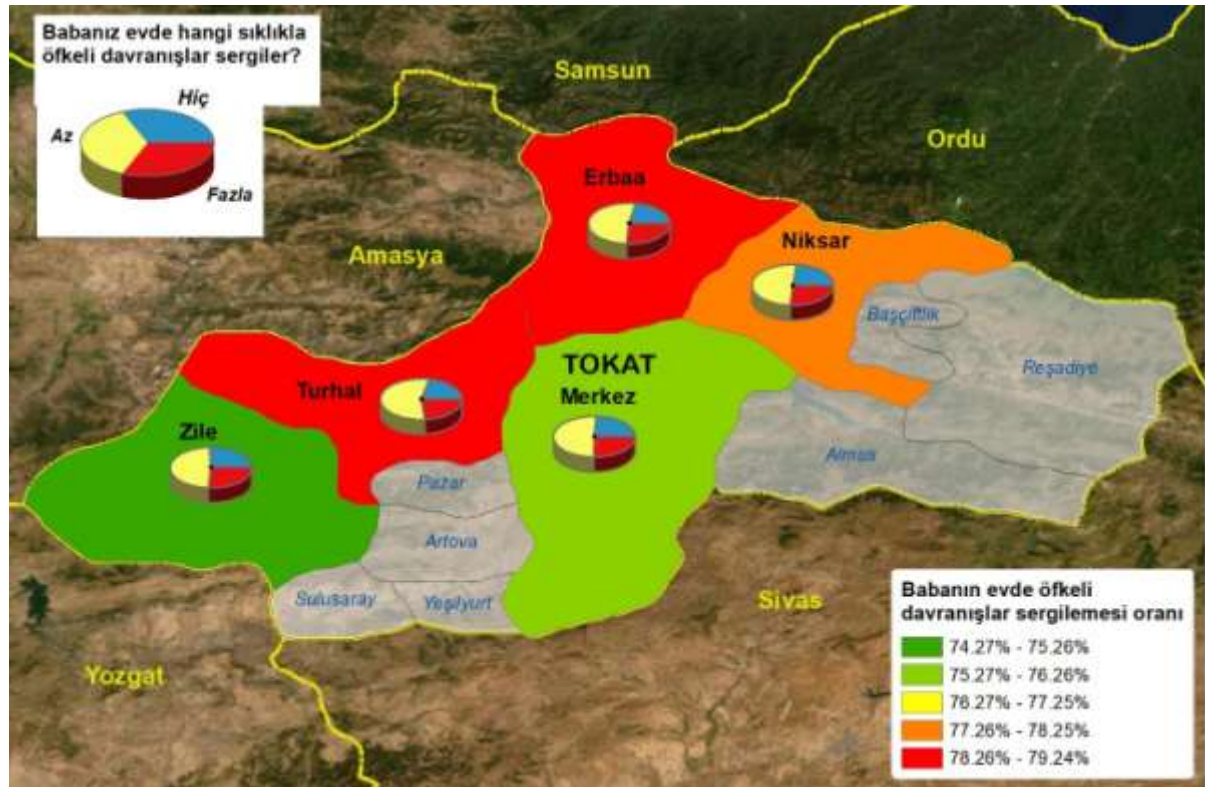 Babanız evde hangi sıklıkla
öfkeli davranışlar sergiler?
Hiç
Az
Fazla
Samsun
Ordu
Erbaa
Amasya
Niksar
Başçiftlik
Reşadiye
TOKAT
Merkez
Turhal
Zile
Almus
Pazar
Artova
Sulusaray
Yeşilyurt
Sivas
Yozgat
Babanın evde öfkeli
davranışlar sergilemesi oranı
74.27% - 75.26%
75.27% - 76.26%
76.27% - 77.25%
77.26% - 78.25%
78.26% - 79.24%